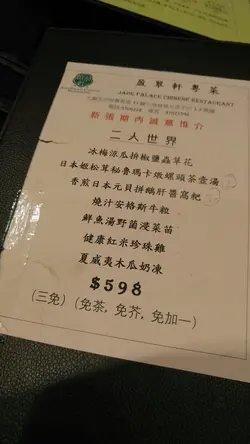 翡翠軒粵菜
JADE PALACE CHINESE RESTAURANT
新張期內誠意推介
二人世界
冰梅涼瓜拼椒鹽蟲草花
日本姬松茸秘魯瑪卡燉螺頭茶壺湯
香煎日本元貝拼鵝肝醬窩粑
燒汁安格斯牛粒
鮮魚湯野菌浸菜苗
健康紅米珍珠雞
夏威夷木瓜奶凍
$598
(三免) (免茶, 免芥, 免加一)